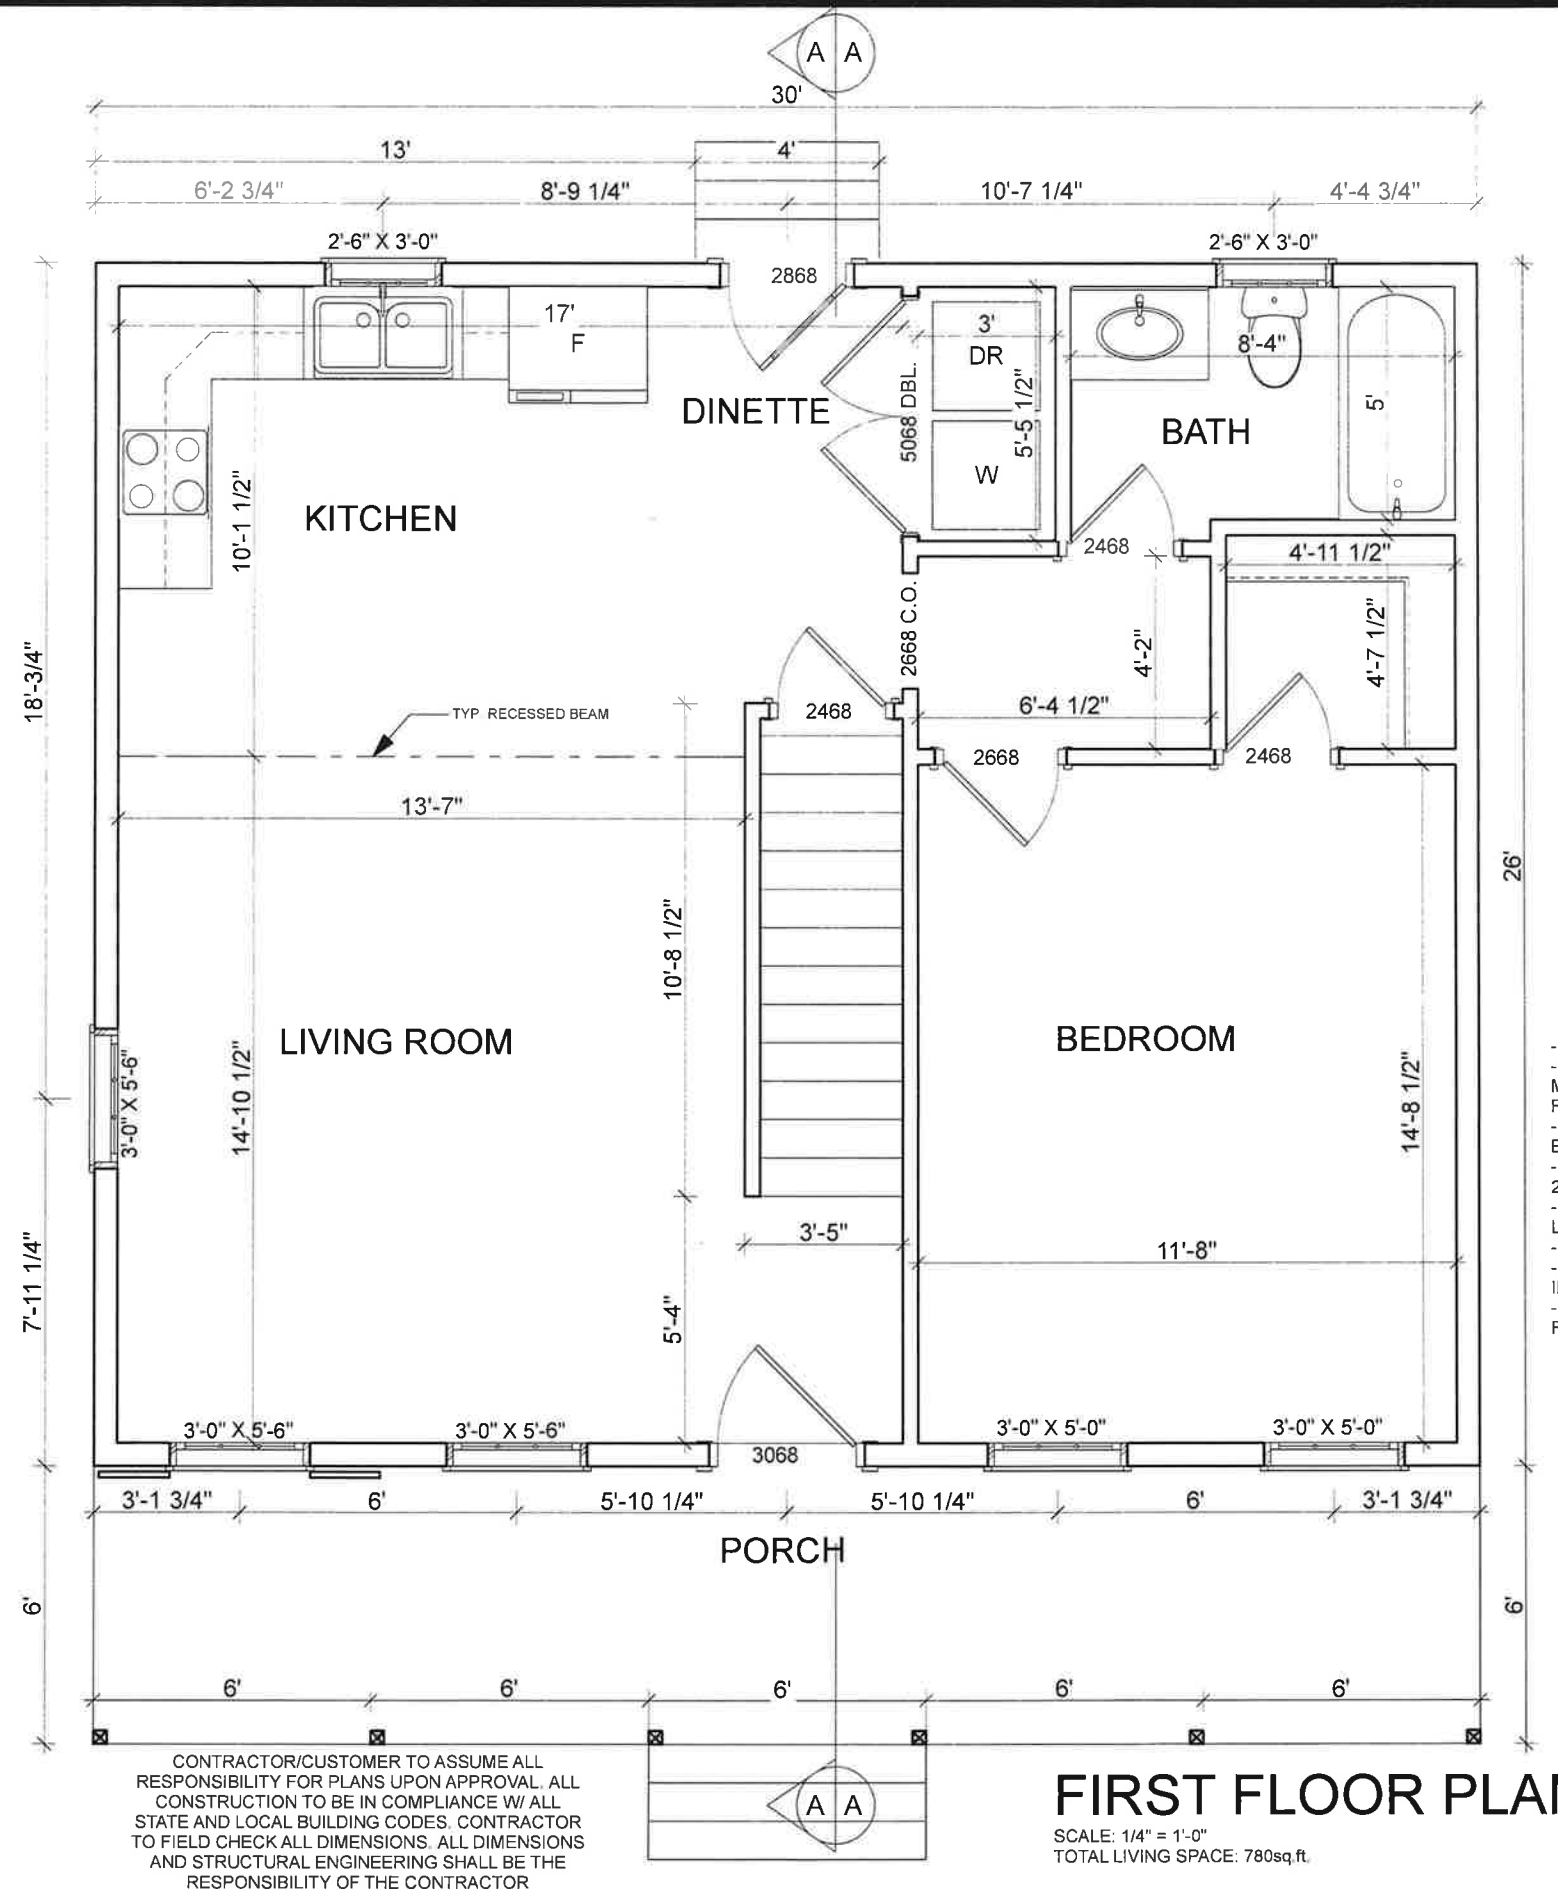 A A
30'
13'
4'
6'-2 3/4"
8'-9 1/4"
10'-7 1/4"
4'-4 3/4"
2'-6" X 3'-0"
2'-6" X 3'-0"
2868
17'
F
3'
DR
8'-4"
5'
DINETTE
5068 DBL.
5'-5 1/2"
BATH
W
KITCHEN
10'-1 1/2"
2468
4'-11 1/2"
2668 C.O.
4'-2"
4'-7 1/2"
18'-3/4"
TYP RECESSED BEAM
2468
6'-4 1/2"
2668
2468
13'-7"
26'
10'-8 1/2"
LIVING ROOM
BEDROOM
3'-0" X 5'-6"
14'-10 1/2"
14'-8 1/2"
7'-11 1/4"
3'-5"
11'-8"
5'-4"
3'-0" X 5'-6"
3'-0" X 5'-6"
3068
3'-0" X 5'-0"
3'-0" X 5'-0"
3'-1 3/4"
6'
5'-10 1/4"
5'-10 1/4"
6'
3'-1 3/4"
PORCH
6'
6'
6'
6'
6'
6'
6'
CONTRACTOR/CUSTOMER TO ASSUME ALL
RESPONSIBILITY FOR PLANS UPON APPROVAL. ALL
CONSTRUCTION TO BE IN COMPLIANCE W/ ALL
STATE AND LOCAL BUILDING CODES. CONTRACTOR
TO FIELD CHECK ALL DIMENSIONS. ALL DIMENSIONS
AND STRUCTURAL ENGINEERING SHALL BE THE
RESPONSIBILITY OF THE CONTRACTOR
A A
FIRST FLOOR PLAN
SCALE: 1/4" = 1'-0"
TOTAL LIVING SPACE: 780sq.ft.